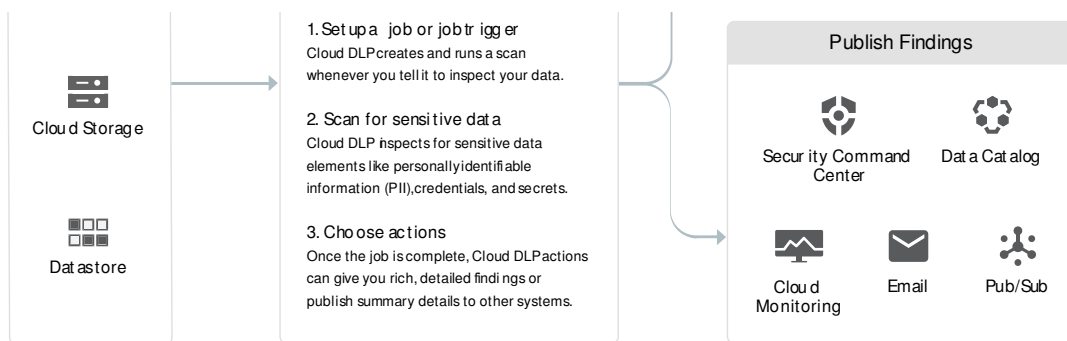 Cloud Storage
Datastore
1. Set up a job or job trigger
Cloud DLP creates and runs a scan
whenever you tell it to inspect your data.
2. Scan for sensitive data
Cloud DLP inspects for sensitive data
elements like personally identifiable
information (PII), credentials, and secrets.
3. Choose actions
Once the job is complete, Cloud DLP actions
can give you rich, detailed findings or
publish summary details to other systems.
Publish Findings
Security Command
Center
Data Catalog
Cloud
Monitoring
Email
Pub/Sub